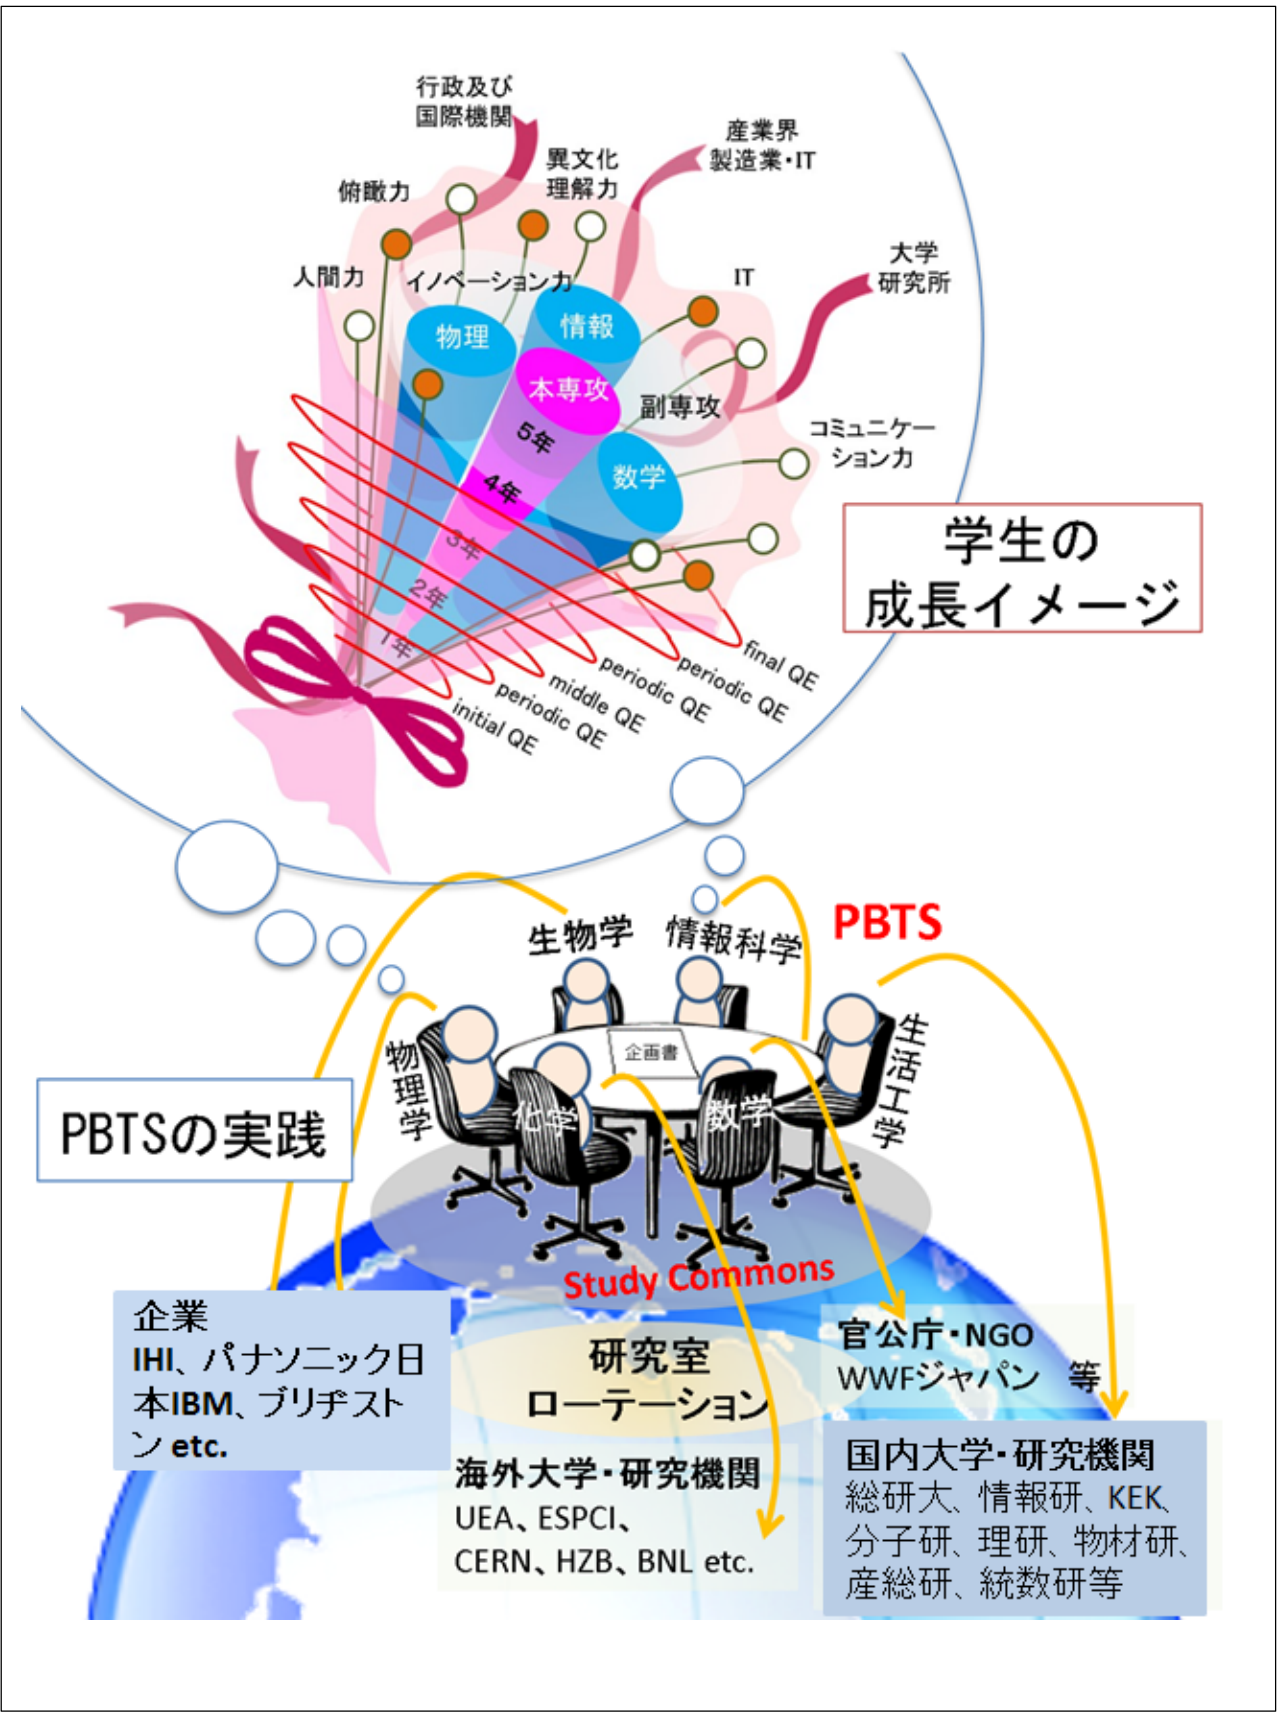 行政及び
国際機関
産業界
製造業・IT
異文化
理解力
俯瞰力
大学
研究所
人間力
イノベーション力
IT
物理
情報
本専攻
副専攻
コミュニケー
ション力
数学
5年
4年
3年
2年
1年
学生の
成長イメージ
final QE
periodic QE
periodic QE
middle QE
periodic QE
initial QE
PBTS
生物学
情報科学
物理学
企画書
生活工学
化学
数学
PBTSの実践
Study Commons
企業
IHI、パナソニック日
本IBM、ブリヂスト
ン etc.
研究室
ローテーション
官公庁・NGO
WWFジャパン 等
海外大学・研究機関
UEA、ESPCI、
CERN、HZB、BNL etc.
国内大学・研究機関
総研大、情報研、KEK、
分子研、理研、物材研、
産総研、統数研等